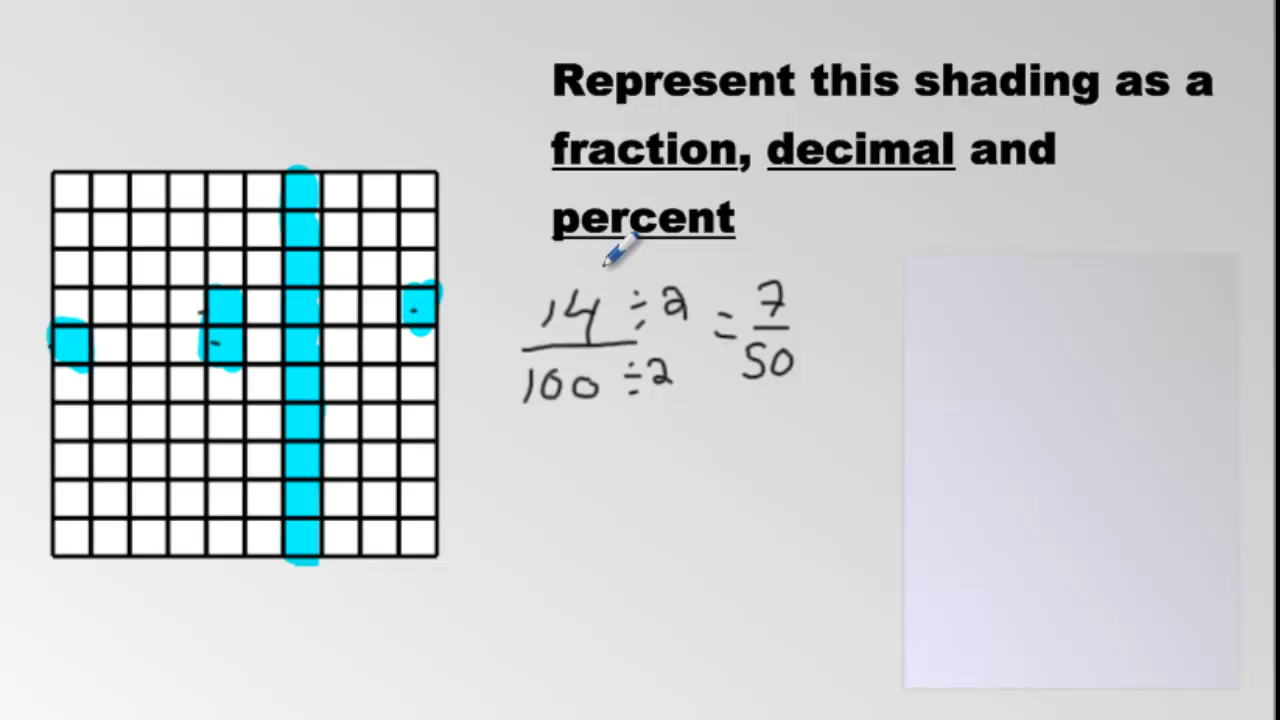 Represent this shading as a
fraction, decimal and
percent
14 ÷ 2 = 7
100 ÷ 2 50